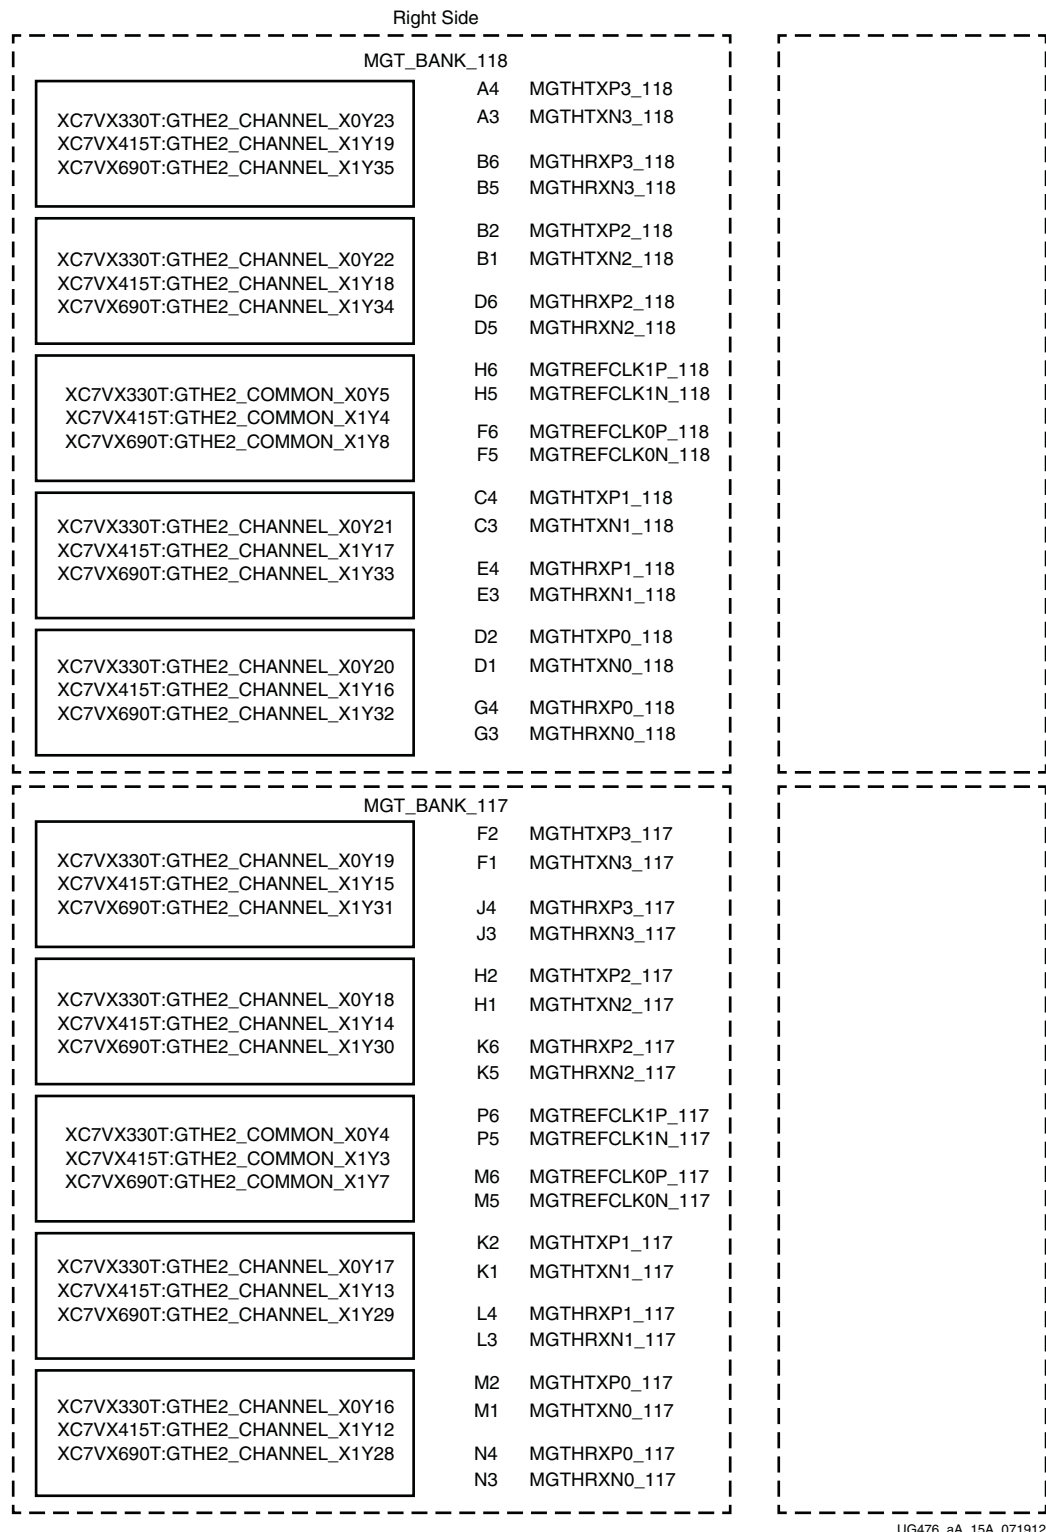 Right Side
MGT_BANK_118
XC7VX330T:GTHE2_CHANNEL_X0Y23
XC7VX415T:GTHE2_CHANNEL_X1Y19
XC7VX690T:GTHE2_CHANNEL_X1Y35
A4 MGTHTXP3_118
A3 MGTHTXN3_118
B6 MGTHRXP3_118
B5 MGTHRXN3_118
XC7VX330T:GTHE2_CHANNEL_X0Y22
XC7VX415T:GTHE2_CHANNEL_X1Y18
XC7VX690T:GTHE2_CHANNEL_X1Y34
B2 MGTHTXP2_118
B1 MGTHTXN2_118
D6 MGTHRXP2_118
D5 MGTHRXN2_118
XC7VX330T:GTHE2_COMMON_X0Y5
XC7VX415T:GTHE2_COMMON_X1Y4
XC7VX690T:GTHE2_COMMON_X1Y8
H6 MGTREFCLK1P_118
H5 MGTREFCLK1N_118
F6 MGTREFCLK0P_118
F5 MGTREFCLK0N_118
XC7VX330T:GTHE2_CHANNEL_X0Y21
XC7VX415T:GTHE2_CHANNEL_X1Y17
XC7VX690T:GTHE2_CHANNEL_X1Y33
C4 MGTHTXP1_118
C3 MGTHTXN1_118
E4 MGTHRXP1_118
E3 MGTHRXN1_118
XC7VX330T:GTHE2_CHANNEL_X0Y20
XC7VX415T:GTHE2_CHANNEL_X1Y16
XC7VX690T:GTHE2_CHANNEL_X1Y32
D2 MGTHTXP0_118
D1 MGTHTXN0_118
G4 MGTHRXP0_118
G3 MGTHRXN0_118
MGT_BANK_117
XC7VX330T:GTHE2_CHANNEL_X0Y19
XC7VX415T:GTHE2_CHANNEL_X1Y15
XC7VX690T:GTHE2_CHANNEL_X1Y31
F2 MGTHTXP3_117
F1 MGTHTXN3_117
J4 MGTHRXP3_117
J3 MGTHRXN3_117
XC7VX330T:GTHE2_CHANNEL_X0Y18
XC7VX415T:GTHE2_CHANNEL_X1Y14
XC7VX690T:GTHE2_CHANNEL_X1Y30
H2 MGTHTXP2_117
H1 MGTHTXN2_117
K6 MGTHRXP2_117
K5 MGTHRXN2_117
XC7VX330T:GTHE2_COMMON_X0Y4
XC7VX415T:GTHE2_COMMON_X1Y3
XC7VX690T:GTHE2_COMMON_X1Y7
P6 MGTREFCLK1P_117
P5 MGTREFCLK1N_117
M6 MGTREFCLK0P_117
M5 MGTREFCLK0N_117
XC7VX330T:GTHE2_CHANNEL_X0Y17
XC7VX415T:GTHE2_CHANNEL_X1Y13
XC7VX690T:GTHE2_CHANNEL_X1Y29
K2 MGTHTXP1_117
K1 MGTHTXN1_117
L4 MGTHRXP1_117
L3 MGTHRXN1_117
XC7VX330T:GTHE2_CHANNEL_X0Y16
XC7VX415T:GTHE2_CHANNEL_X1Y12
XC7VX690T:GTHE2_CHANNEL_X1Y28
M2 MGTHTXP0_117
M1 MGTHTXN0_117
N4 MGTHRXP0_117
N3 MGTHRXN0_117
UG476_aA_15A_071912